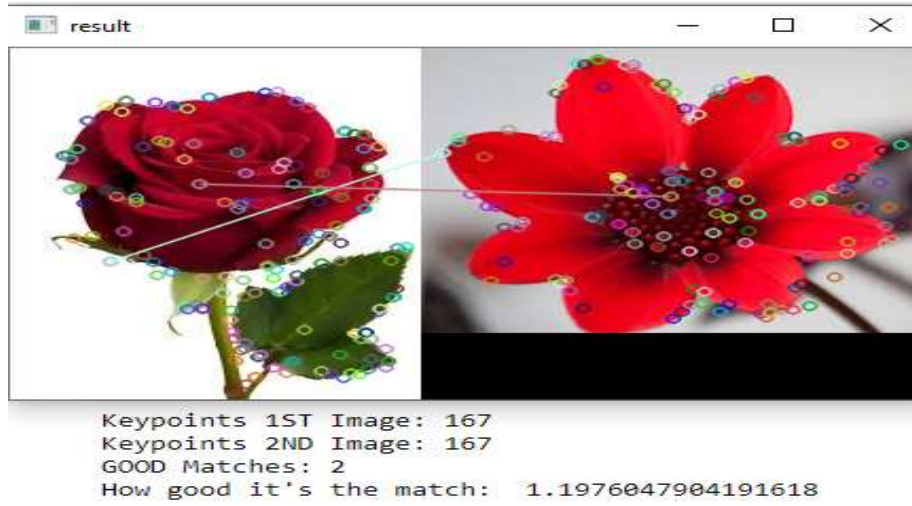 result
Keypoints 1ST Image: 167
Keypoints 2ND Image: 167
GOOD Matches: 2
How good it's the match:  1.1976047904191618